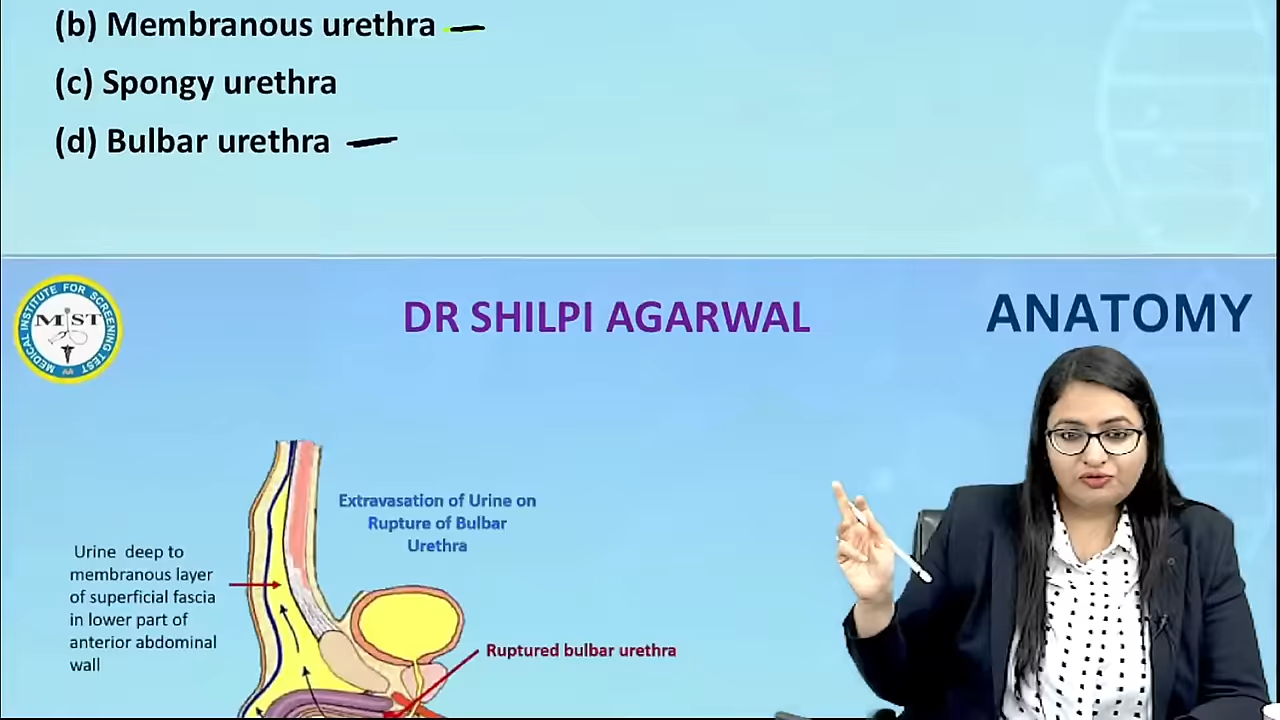 (b) Membranous urethra
(c) Spongy urethra
(d) Bulbar urethra
MEDICAL INSTITUTE FOR SCREENING TEST
MIST
DR SHILPI AGARWAL
ANATOMY
Extravasation of Urine on
Rupture of Bulbar
Urethra
Urine deep to
membranous layer
of superficial fascia
in lower part of
anterior abdominal
wall
Ruptured bulbar urethra